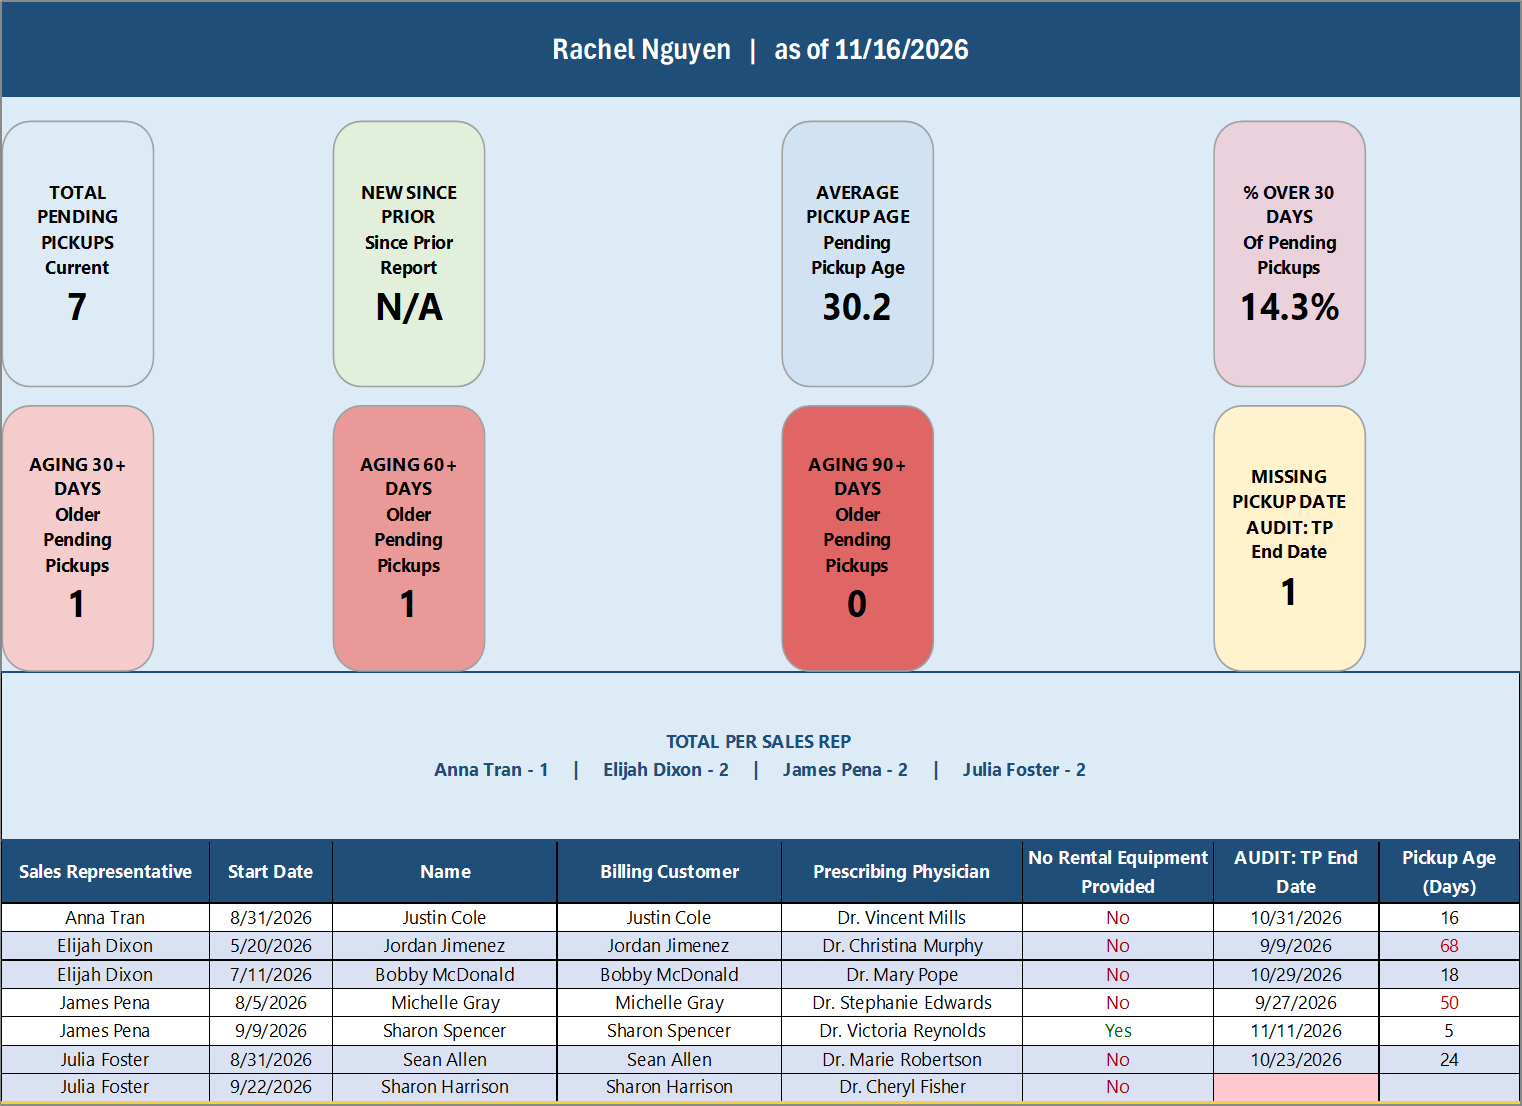 Rachel Nguyen | as of 11/16/2026
TOTAL
PENDING
PICKUPS
Current
7
NEW SINCE
PRIOR
Since Prior
Report
N/A
AVERAGE
PICKUP AGE
Pending
Pickup Age
30.2
% OVER 30
DAYS
Of Pending
Pickups
14.3%
AGING 30+
DAYS
Older
Pending
Pickups
1
AGING 60+
DAYS
Older
Pending
Pickups
1
AGING 90+
DAYS
Older
Pending
Pickups
0
MISSING
PICKUP DATE
AUDIT: TP
End Date
1
TOTAL PER SALES REP
Anna Tran - 1 | Elijah Dixon - 2 | James Pena - 2 | Julia Foster - 2
Sales Representative Start Date Name Billing Customer Prescribing Physician No Rental Equipment Provided AUDIT: TP End Date Pickup Age (Days)
Anna Tran 8/31/2026 Justin Cole Justin Cole Dr. Vincent Mills No 10/31/2026 16
Elijah Dixon 5/20/2026 Jordan Jimenez Jordan Jimenez Dr. Christina Murphy No 9/9/2026 68
Elijah Dixon 7/11/2026 Bobby McDonald Bobby McDonald Dr. Mary Pope No 10/29/2026 18
James Pena 8/5/2026 Michelle Gray Michelle Gray Dr. Stephanie Edwards No 9/27/2026 50
James Pena 9/9/2026 Sharon Spencer Sharon Spencer Dr. Victoria Reynolds Yes 11/11/2026 5
Julia Foster 8/31/2026 Sean Allen Sean Allen Dr. Marie Robertson No 10/23/2026 24
Julia Foster 9/22/2026 Sharon Harrison Sharon Harrison Dr. Cheryl Fisher No